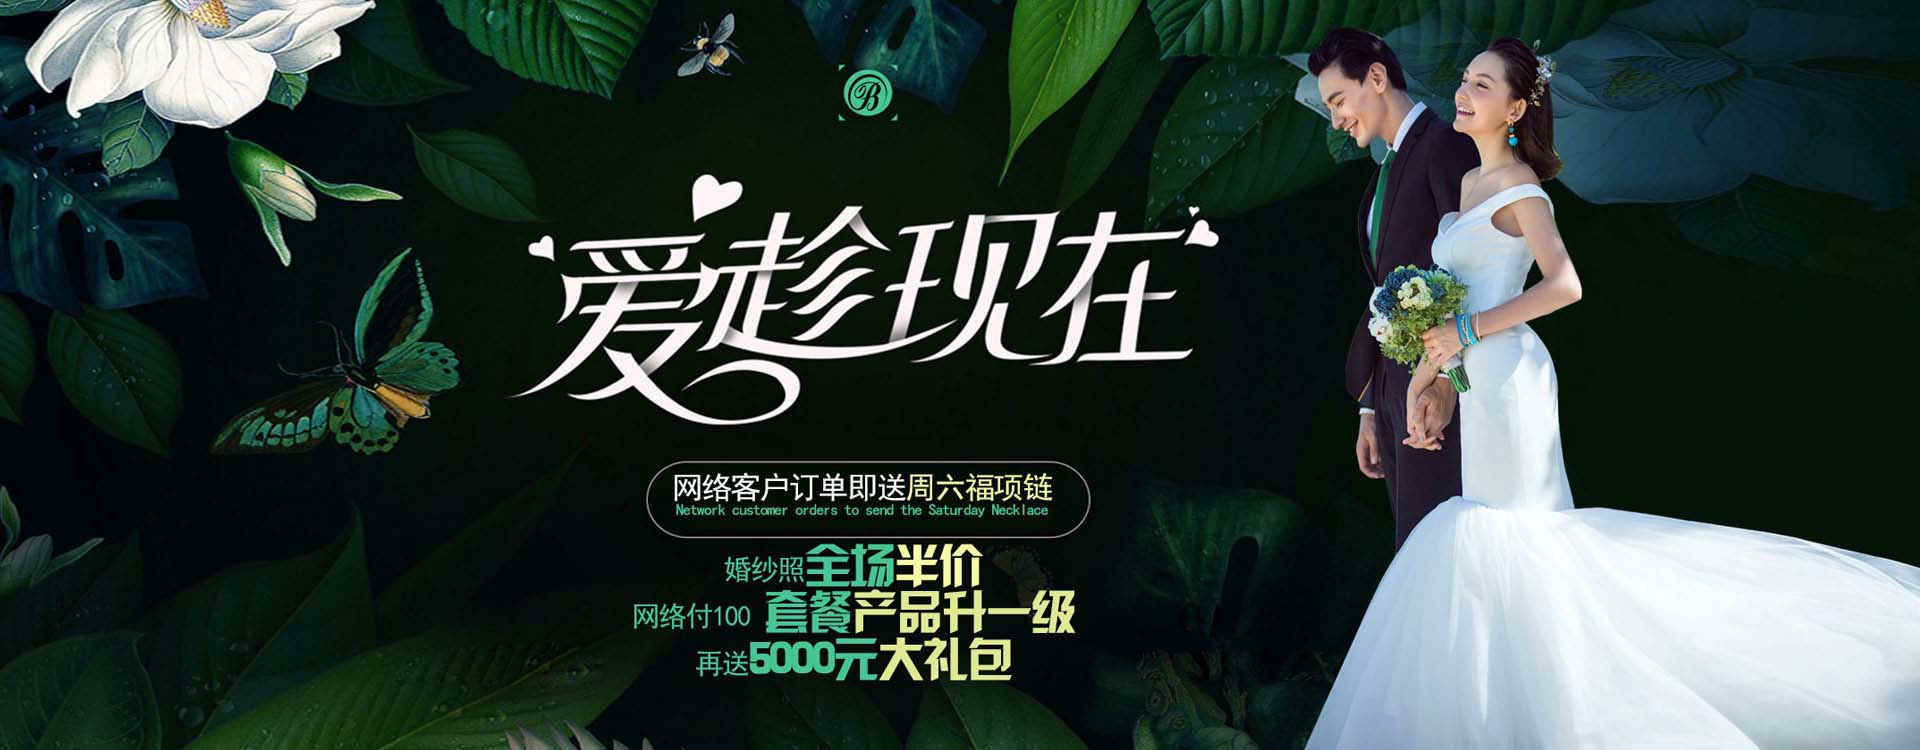 B
爱趁现在
网络客户订单即送周六福项链
Network customer orders to send the Saturday Necklace
婚纱照全场半价
网络付100 套餐产品升一级
再送5000元大礼包